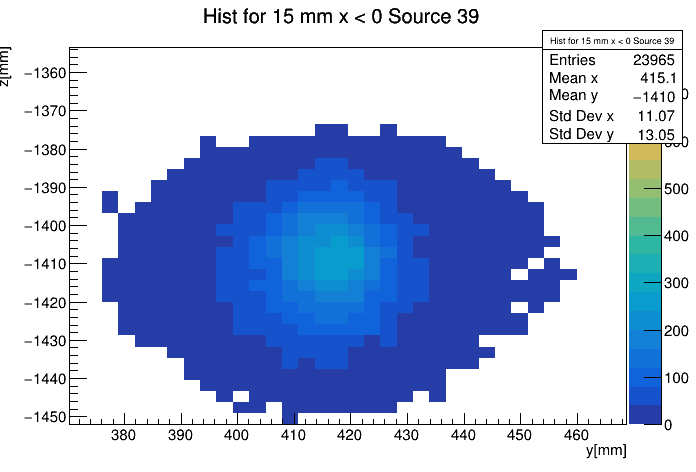 Hist for 15 mm x < 0 Source 39
Hist for 15 mm x < 0 Source 39
Entries 23965
Mean x 415.1
Mean y −1410
Std Dev x 11.07
Std Dev y 13.05
z[mm]
−1360
−1370
−1380
−1390
−1400
−1410
−1420
−1430
−1440
−1450
380 390 400 410 420 430 440 450 460
y[mm]
500
400
300
200
100
0